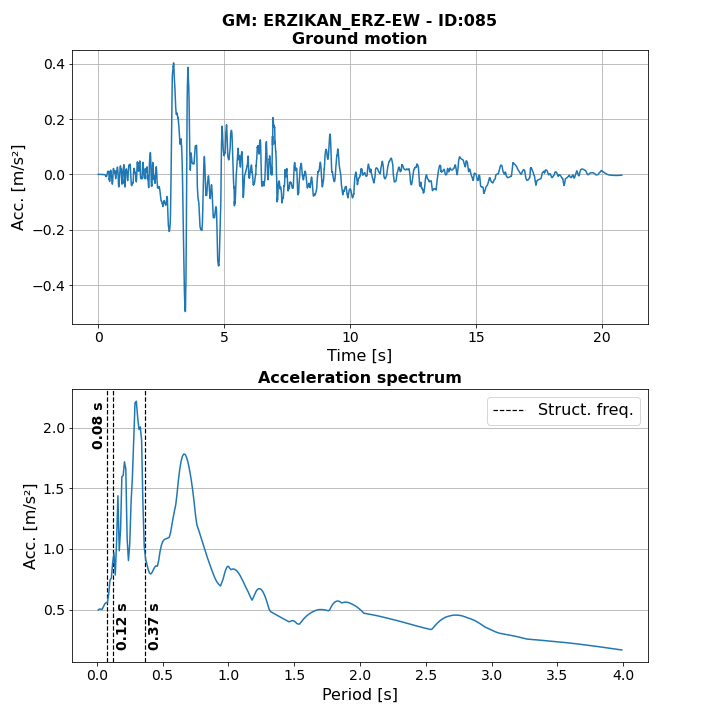 GM: ERZIKAN_ERZ-EW - ID:085
Ground motion
0.4
0.2
0.0
−0.2
−0.4
Acc. [m/s²]
0 5 10 15 20
Time [s]
Acceleration spectrum
Struct. freq.
0.08 s
0.12 s
0.37 s
2.0
1.5
1.0
0.5
Acc. [m/s²]
0.0 0.5 1.0 1.5 2.0 2.5 3.0 3.5 4.0
Period [s]